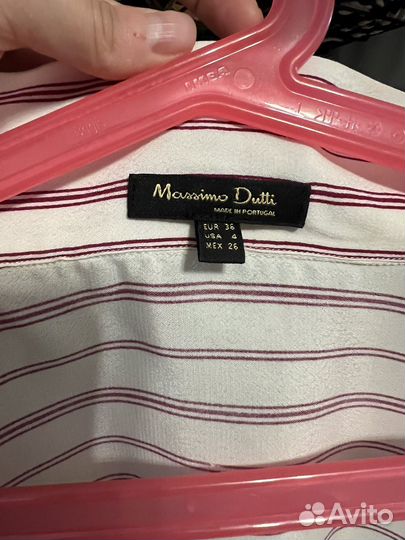 Massimo Dutti
MADE IN PORTUGAL
EUR 36
USA 4
MEX 26
Avito